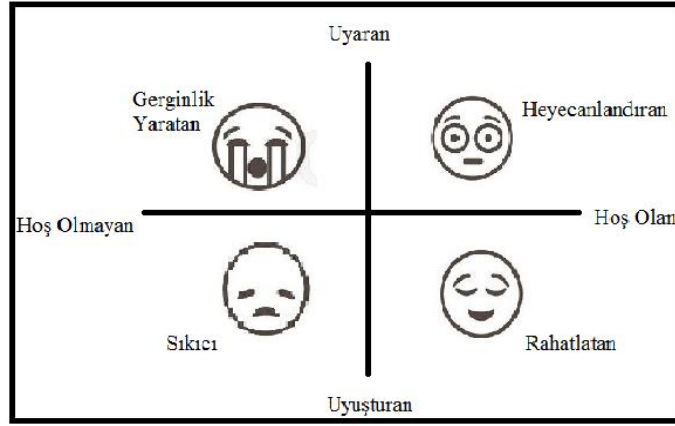 Uyaran
Gerginlik
Yaratan
Heyecanlandıran
Hoş Olmayan
Hoş Olan
Sıkıcı
Rahatlatan
Uyuşturan